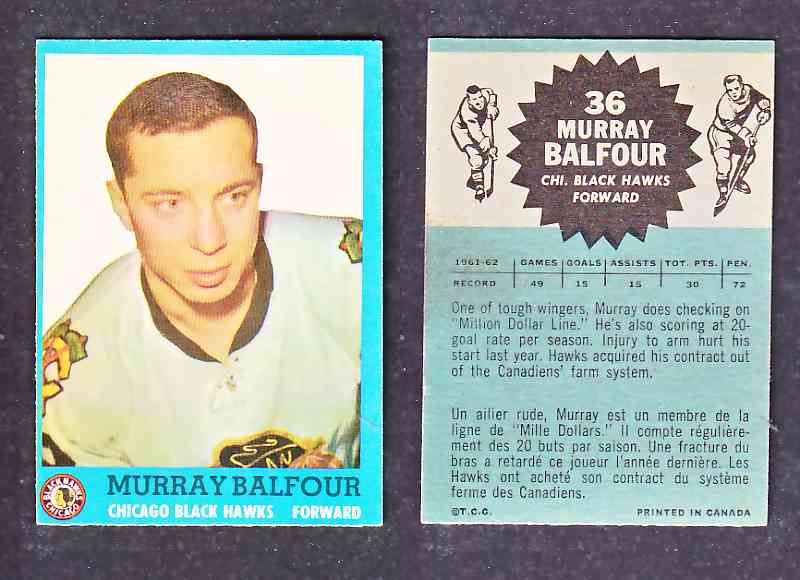 BLACKHAWKS
CHICAGO
MURRAY BALFOUR
CHICAGO BLACK HAWKS FORWARD
36
MURRAY
BALFOUR
CHI. BLACK HAWKS
FORWARD
1961-62 GAMES GOALS ASSISTS TOT. PTS. PEN.
RECORD 49 15 15 30 72
One of tough wingers, Murray does checking on
"Million Dollar Line." He's also scoring at 20-
goal rate per season. Injury to arm hurt his
start last year. Hawks acquired his contract out
of the Canadiens' farm system.
Un ailier rude, Murray est un membre de la
ligne de "Mille Dollars." Il compte régulière-
ment des 20 buts par saison. Une fracture du
bras a retardé ce joueur l'année dernière. Les
Hawks ont acheté son contract du système
ferme des Canadiens.
©T.C.G. PRINTED IN CANADA